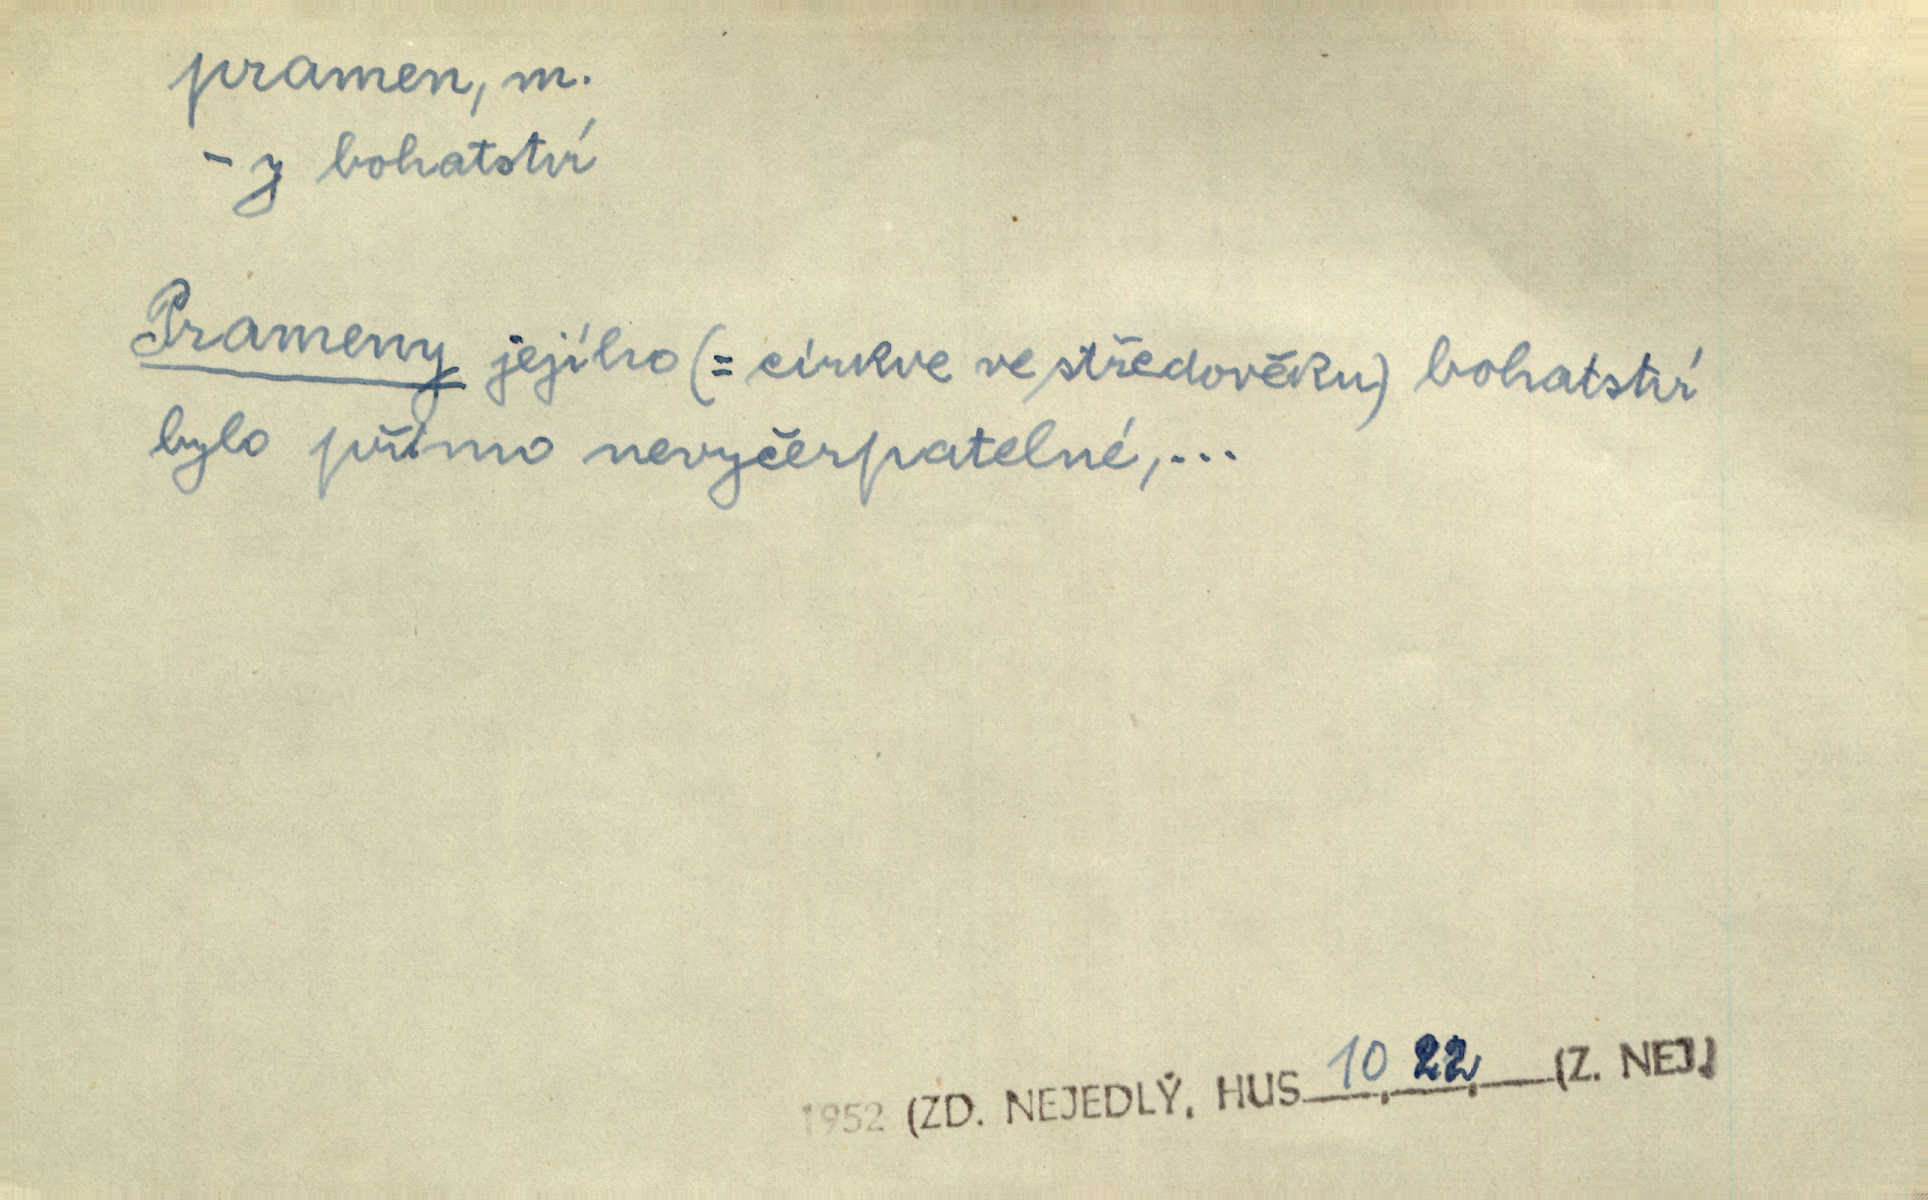 pramen, m.
- y bohatství
Prameny jejího (= církve ve středověku) bohatství
bylo přímo nevyčerpatelné,...
1952 (ZD. NEJEDLÝ, HUS 10, 22, (Z. NEJ.)